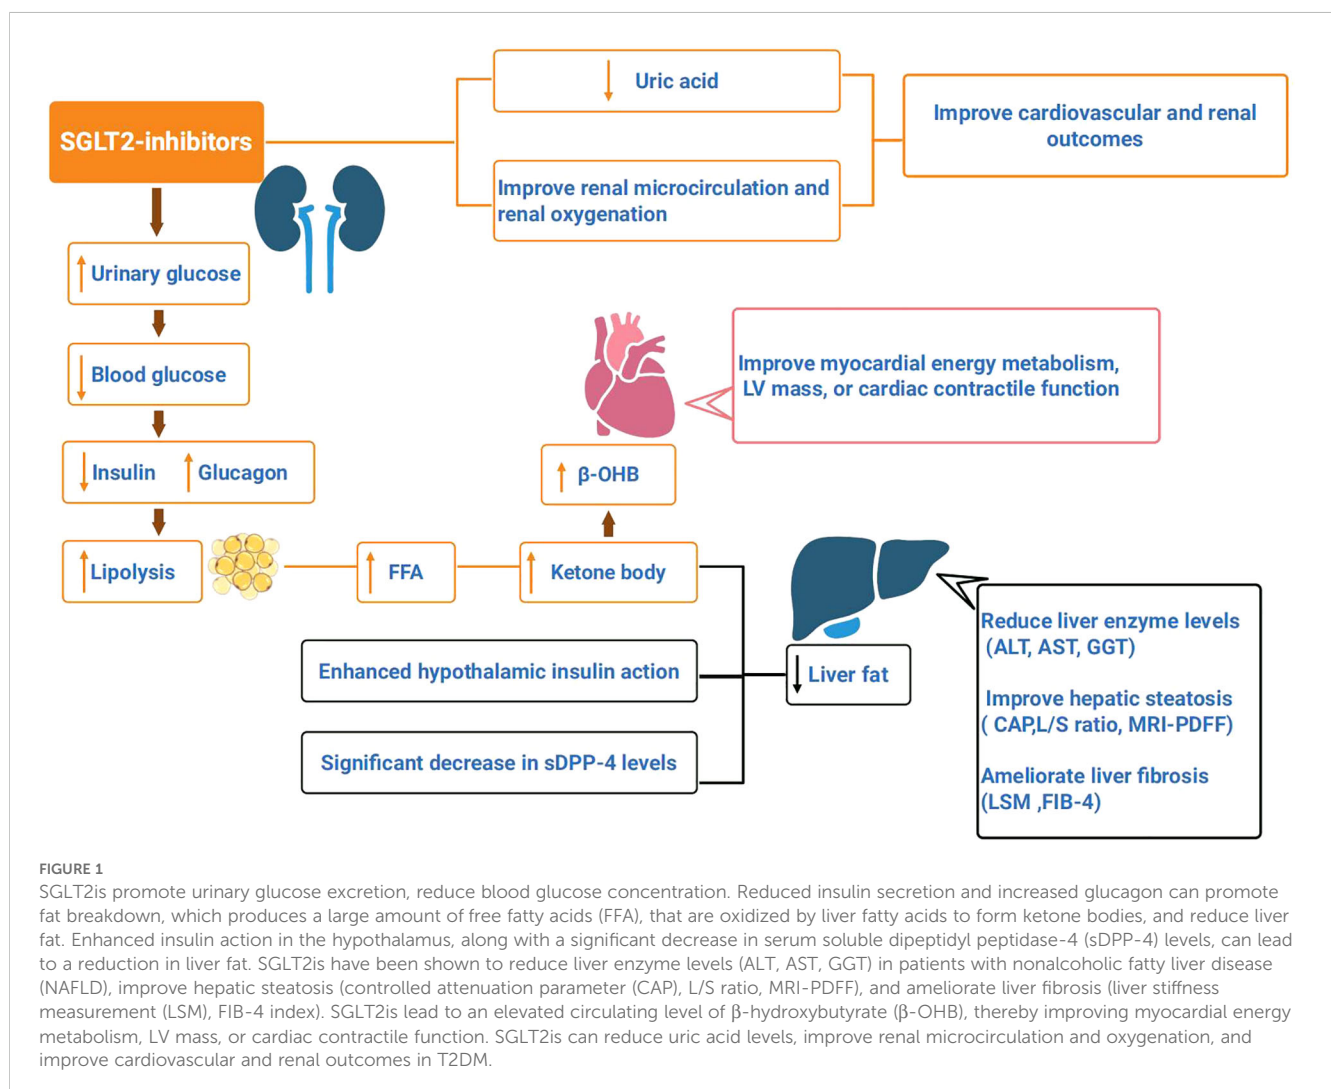 SGLT2-inhibitors
Uric acid
Improve renal microcirculation and
renal oxygenation
Improve cardiovascular and renal
outcomes
Urinary glucose
Blood glucose
Insulin
Glucagon
Lipolysis
FFA
Ketone body
β-OHB
Improve myocardial energy metabolism,
LV mass, or cardiac contractile function
Enhanced hypothalamic insulin action
Significant decrease in sDPP-4 levels
Liver fat
Reduce liver enzyme levels
(ALT, AST, GGT)
Improve hepatic steatosis
( CAP,L/S ratio, MRI-PDFF)
Ameliorate liver fibrosis
(LSM ,FIB-4)
FIGURE 1
SGLT2is promote urinary glucose excretion, reduce blood glucose concentration. Reduced insulin secretion and increased glucagon can promote
fat breakdown, which produces a large amount of free fatty acids (FFA), that are oxidized by liver fatty acids to form ketone bodies, and reduce liver
fat. Enhanced insulin action in the hypothalamus, along with a significant decrease in serum soluble dipeptidyl peptidase-4 (sDPP-4) levels, can lead
to a reduction in liver fat. SGLT2is have been shown to reduce liver enzyme levels (ALT, AST, GGT) in patients with nonalcoholic fatty liver disease
(NAFLD), improve hepatic steatosis (controlled attenuation parameter (CAP), L/S ratio, MRI-PDFF), and ameliorate liver fibrosis (liver stiffness
measurement (LSM), FIB-4 index). SGLT2is lead to an elevated circulating level of β-hydroxybutyrate (β-OHB), thereby improving myocardial energy
metabolism, LV mass, or cardiac contractile function. SGLT2is can reduce uric acid levels, improve renal microcirculation and oxygenation, and
improve cardiovascular and renal outcomes in T2DM.